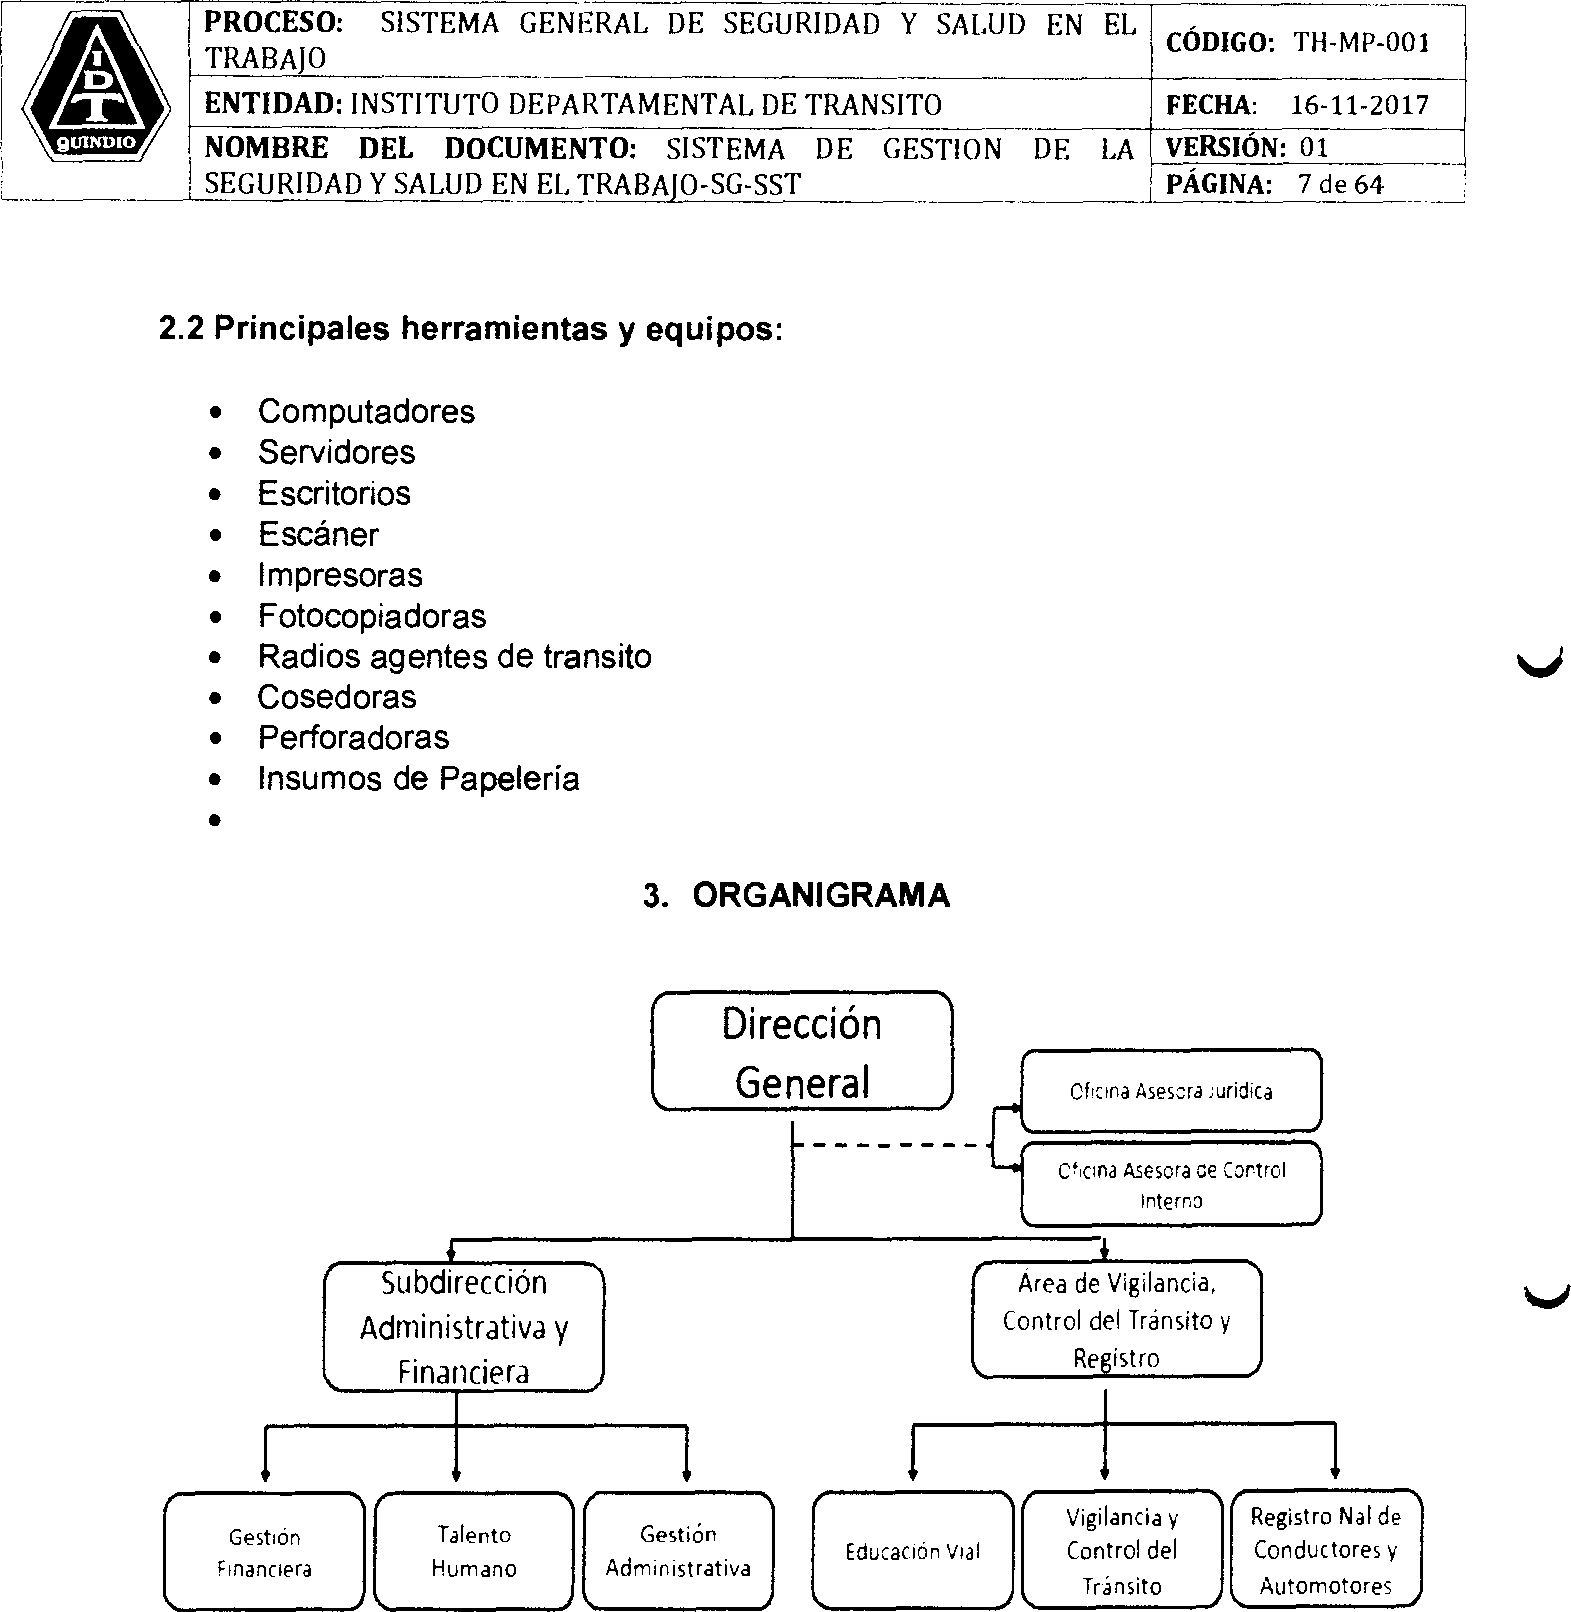 IDT
QUINDIO
PROCESO: SISTEMA GENERAL DE SEGURIDAD Y SALUD EN EL
TRABAJO
CÓDIGO: TH-MP-001
ENTIDAD: INSTITUTO DEPARTAMENTAL DE TRANSITO
FECHA: 16-11-2017
NOMBRE DEL DOCUMENTO: SISTEMA DE GESTION DE LA
SEGURIDAD Y SALUD EN EL TRABAJO-SG-SST
VERSIÓN: 01
PÁGINA: 7 de 64
2.2 Principales herramientas y equipos:
• Computadores
• Servidores
• Escritorios
• Escáner
• Impresoras
• Fotocopiadoras
• Radios agentes de transito
• Cosedoras
• Perforadoras
• Insumos de Papelería
•
3. ORGANIGRAMA
Dirección
General
Oficina Asesora Juridica
Oficina Asesora de Control
Interno
Subdirección
Administrativa y
Financiera
Área de Vigilancia,
Control del Tránsito y
Registro
Gestión
Financiera
Talento
Humano
Gestión
Administrativa
Educación Vial
Vigilancia y
Control del
Tránsito
Registro Nal de
Conductores y
Automotores